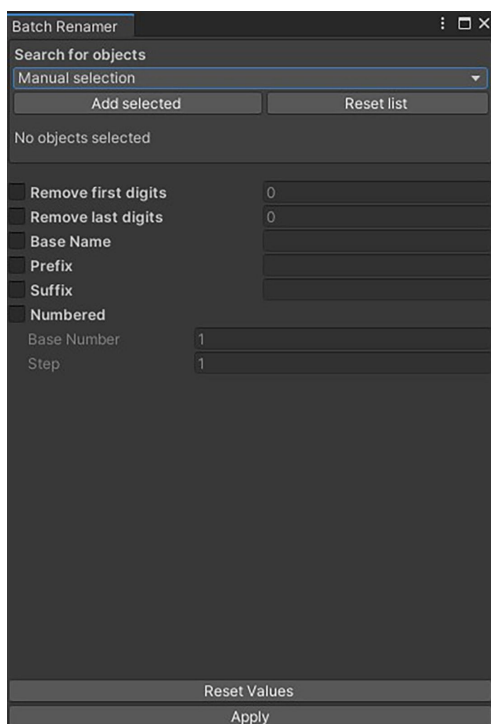 Batch Renamer
Search for objects
Manual selection
Add selected Reset list
No objects selected
Remove first digits 0
Remove last digits 0
Base Name
Prefix
Suffix
Numbered
Base Number 1
Step 1
Reset Values
Apply